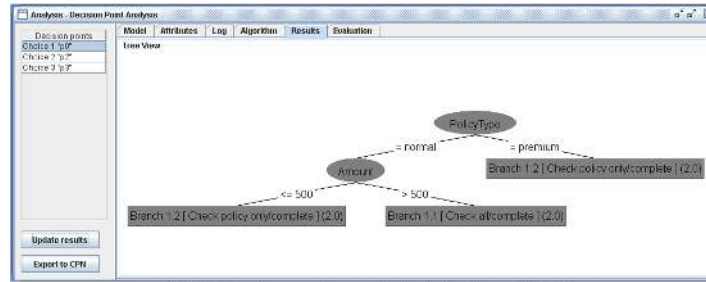 Analysis - Decision Point Analysis
Decision points
Choice 1 "p0"
Choice 2 "p2"
Choice 3 "p3"
Update results
Export to CPN
Model Attributes Log Algorithm Results Evaluation
Tree View
PolicyType
= normal = premium
Amount Branch 1.2 [ Check policy only/complete ] (2.0)
<= 500 > 500
Branch 1.2 [ Check policy only/complete ] (2.0) Branch 1.1 [ Check all/complete ] (2.0)